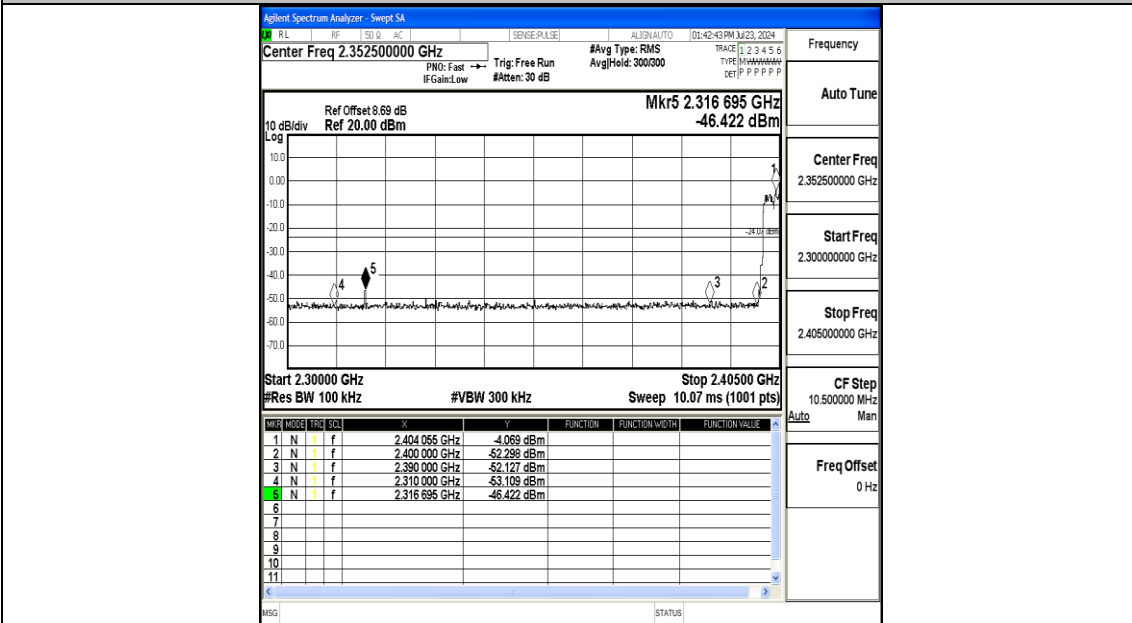 Agilent Spectrum Analyzer - Swept SA
RL RF 50 Ω AC SENSE:PULSE ALIGN AUTO 01:42:43 PM Jul 23, 2024
Center Freq 2.352500000 GHz
PNO: Fast
IFGain:Low
Trig: Free Run
#Atten: 30 dB
#Avg Type: RMS
Avg|Hold: 300/300
TRACE 1 2 3 4 5 6
TYPE
DET P P P P P P
Mkr5 2.316 695 GHz
-46.422 dBm
Ref Offset 8.69 dB
10 dB/div Ref 20.00 dBm
Log
10.0
0.00
-10.0
-20.0
-30.0
-40.0
-50.0
-60.0
-70.0
1
2
3
4
5
Start 2.30000 GHz Stop 2.40500 GHz
#Res BW 100 kHz #VBW 300 kHz Sweep 10.07 ms (1001 pts)
MKR MODE TRC SCL X Y FUNCTION FUNCTION WIDTH FUNCTION VALUE
1 N 1 f 2.404 055 GHz -4.069 dBm
2 N 1 f 2.400 000 GHz -52.298 dBm
3 N 1 f 2.390 000 GHz -52.127 dBm
4 N 1 f 2.310 000 GHz -53.109 dBm
5 N 1 f 2.316 695 GHz -46.422 dBm
6
7
8
9
10
11
MSG STATUS
Frequency
Auto Tune
Center Freq
2.352500000 GHz
Start Freq
2.300000000 GHz
Stop Freq
2.405000000 GHz
CF Step
10.500000 MHz
Auto Man
Freq Offset
0 Hz